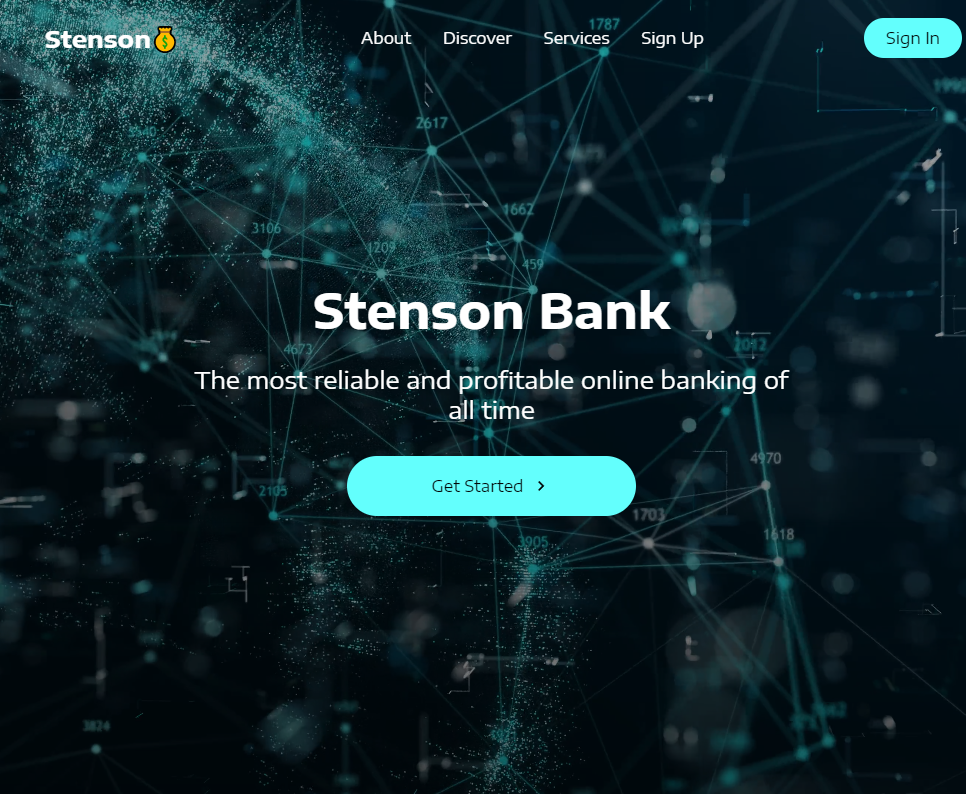 Stenson
About
Discover
Services
Sign Up
Sign In
1787
2617
1662
3106
1209
459
Stenson Bank
4673
2012
The most reliable and profitable online banking of
all time
4970
Get Started
2105
1703
1618
3905
3824